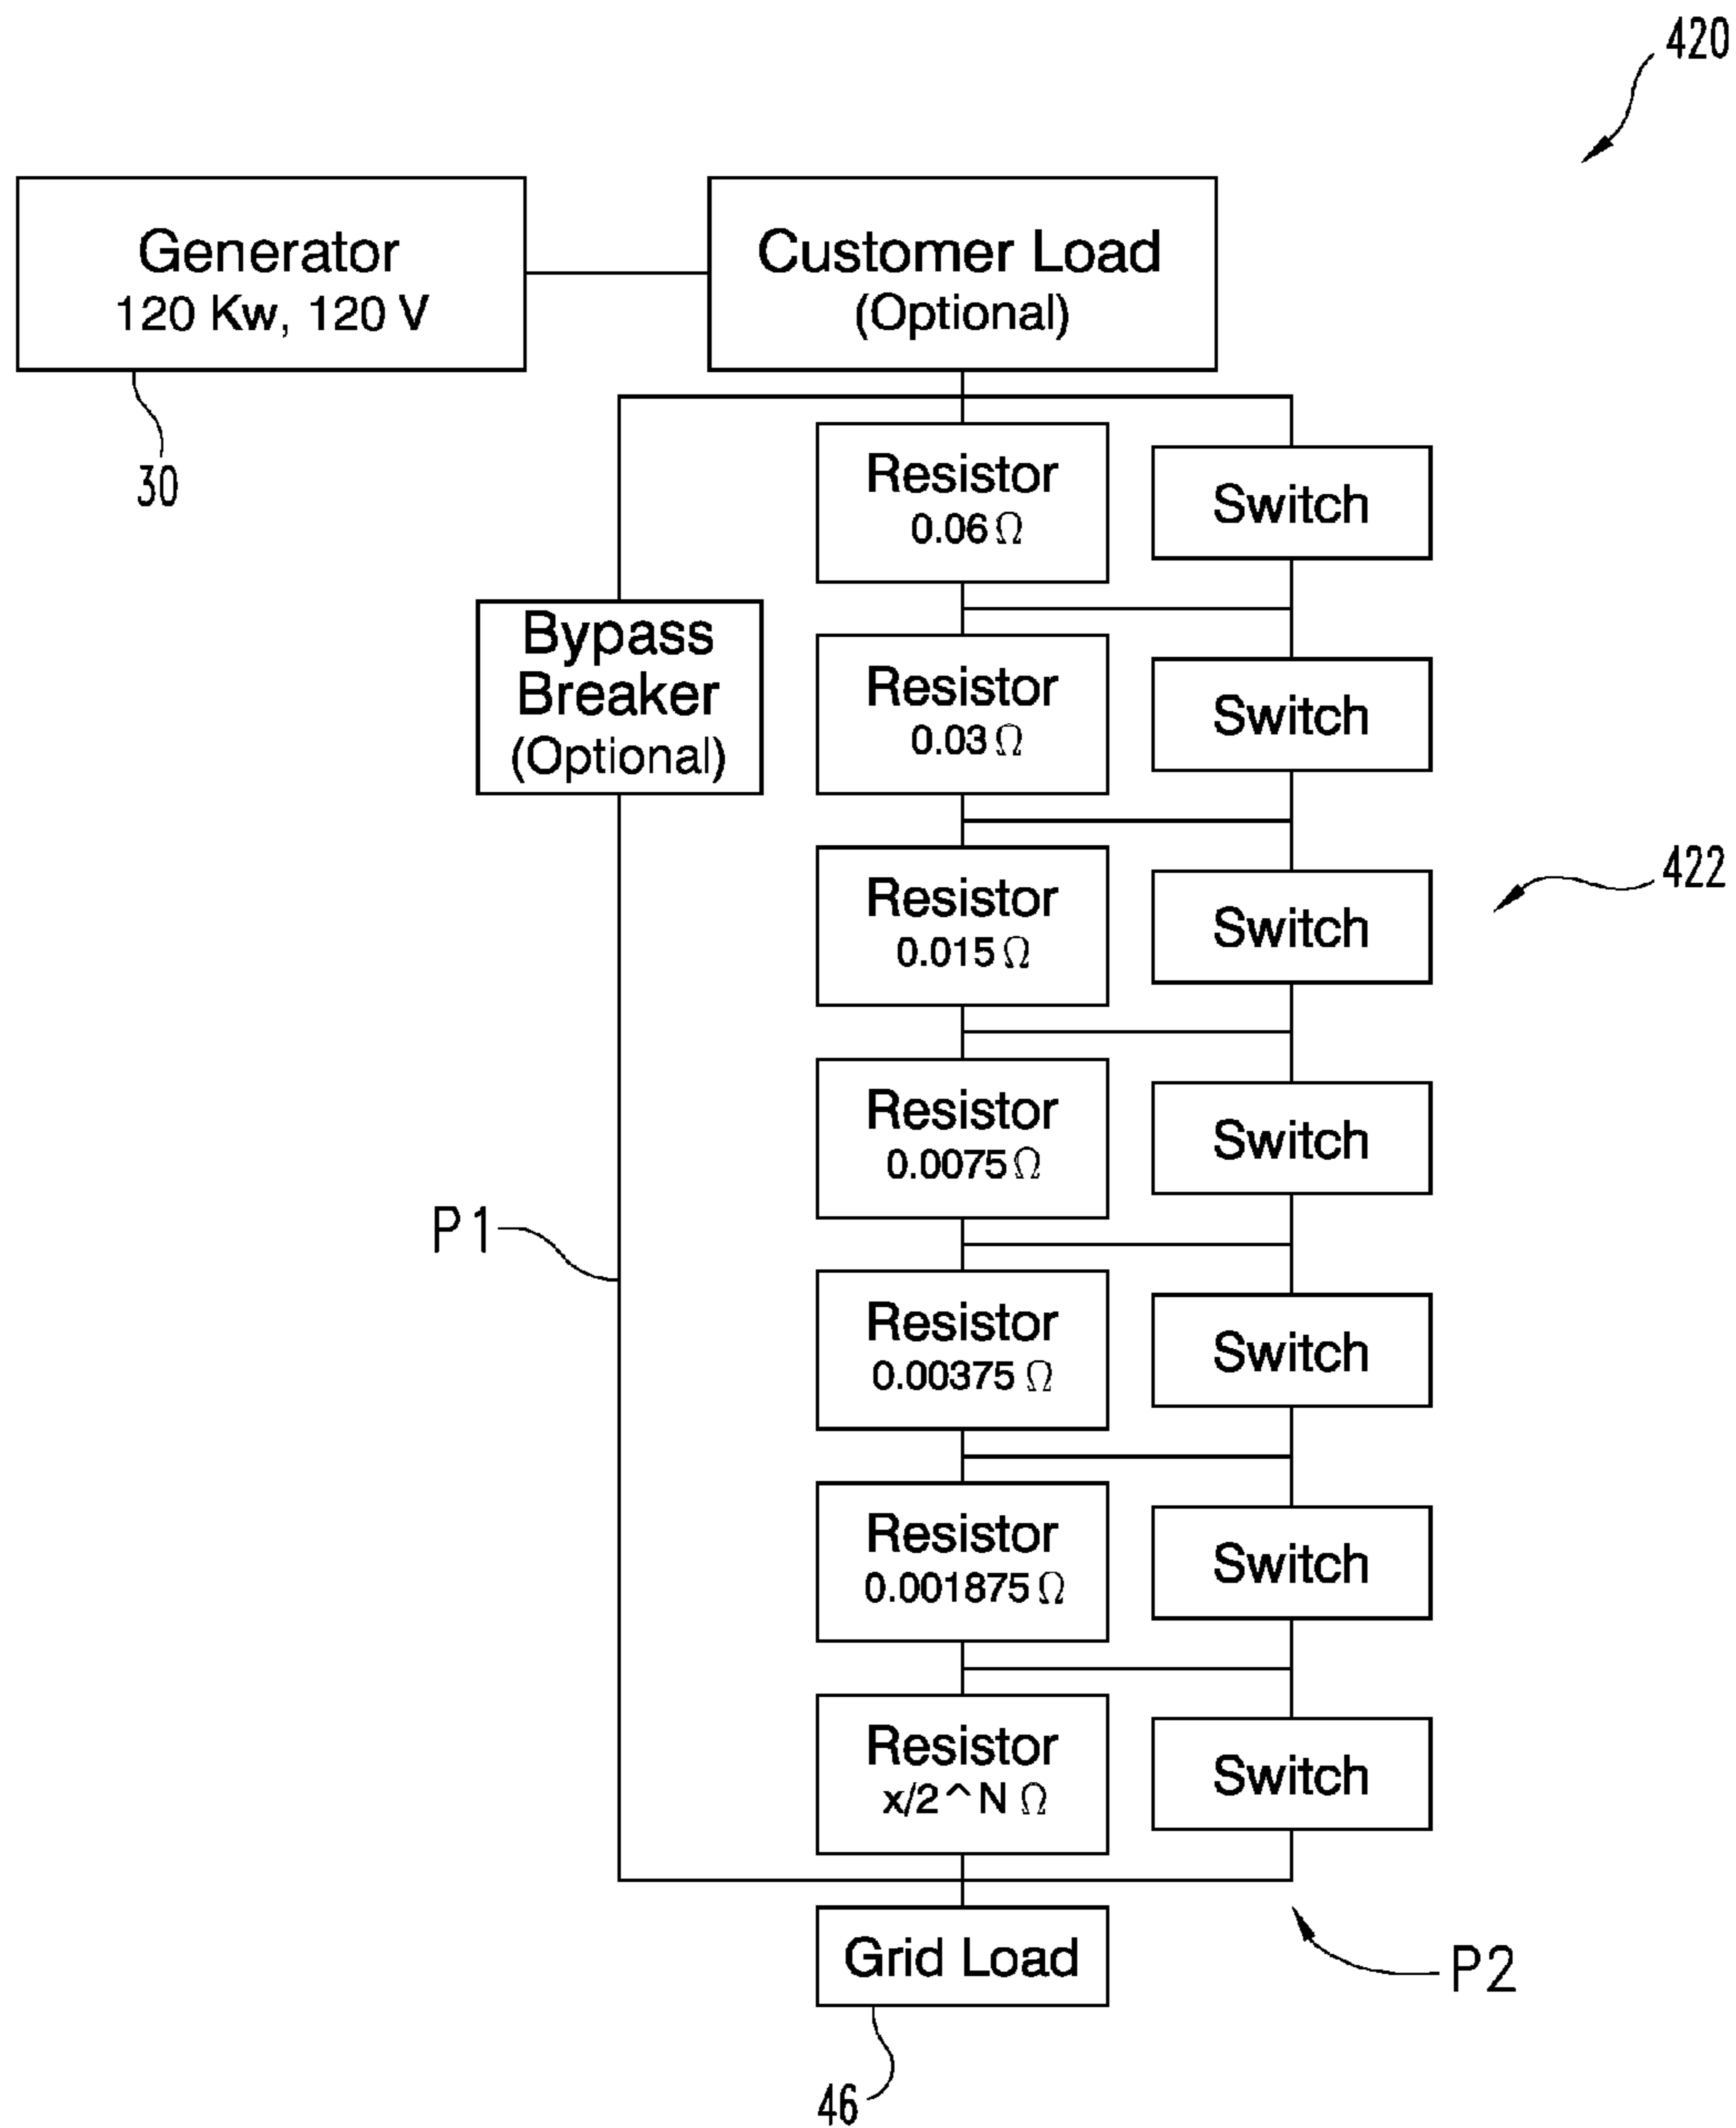 420
Generator
120 Kw, 120 V
Customer Load
(Optional)
30
Resistor
0.06 Ω
Switch
Bypass
Breaker
(Optional)
Resistor
0.03 Ω
Switch
Resistor
0.015 Ω
Switch
422
Resistor
0.0075 Ω
Switch
P1
Resistor
0.00375 Ω
Switch
Resistor
0.001875 Ω
Switch
Resistor
x/2^N Ω
Switch
Grid Load
P2
46